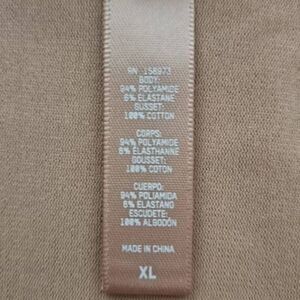 RN 158973
BODY:
94% POLYAMIDE
6% ELASTANE
GUSSET:
100% COTTON
CORPS:
94% POLYAMIDE
6% ELASTHANNE
GOUSSET:
100% COTON
CUERPO:
94% POLIAMIDA
6% ELASTANO
ESCUDETE:
100% ALGODÓN
MADE IN CHINA
XL